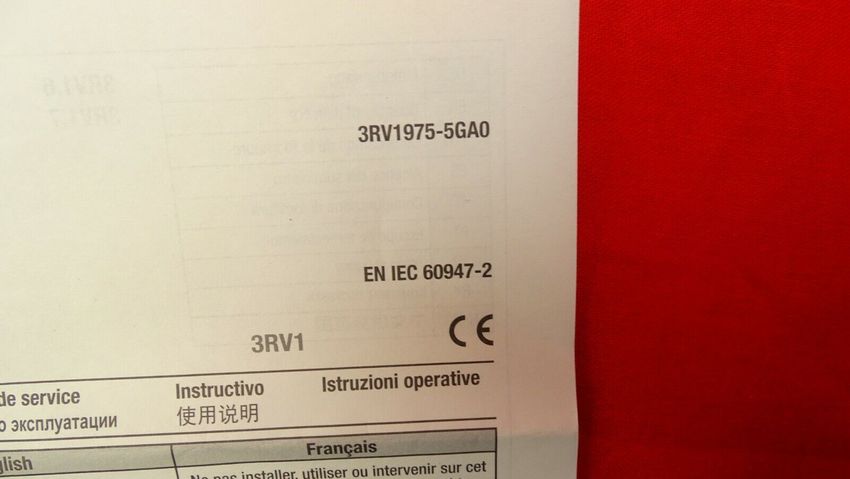 3RV1975-5GA0
EN IEC 60947-2
CE
3RV1
de service Instructivo Istruzioni operative
о эксплуатации 使用说明
glish Français
Ne pas installer, utiliser ou intervenir sur cet